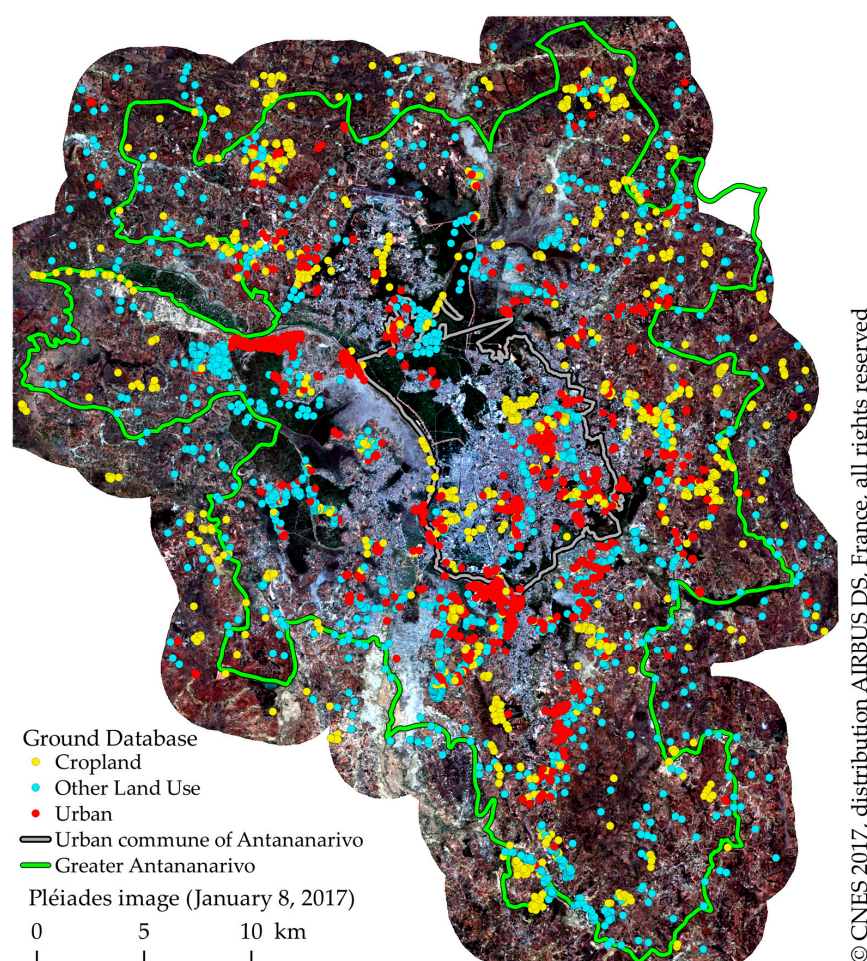 Ground Database
Cropland
Other Land Use
Urban
Urban commune of Antananarivo
Greater Antananarivo
Pléiades image (January 8, 2017)
0 5 10 km
© CNES 2017, distribution AIRBUS DS, France, all rights reserved